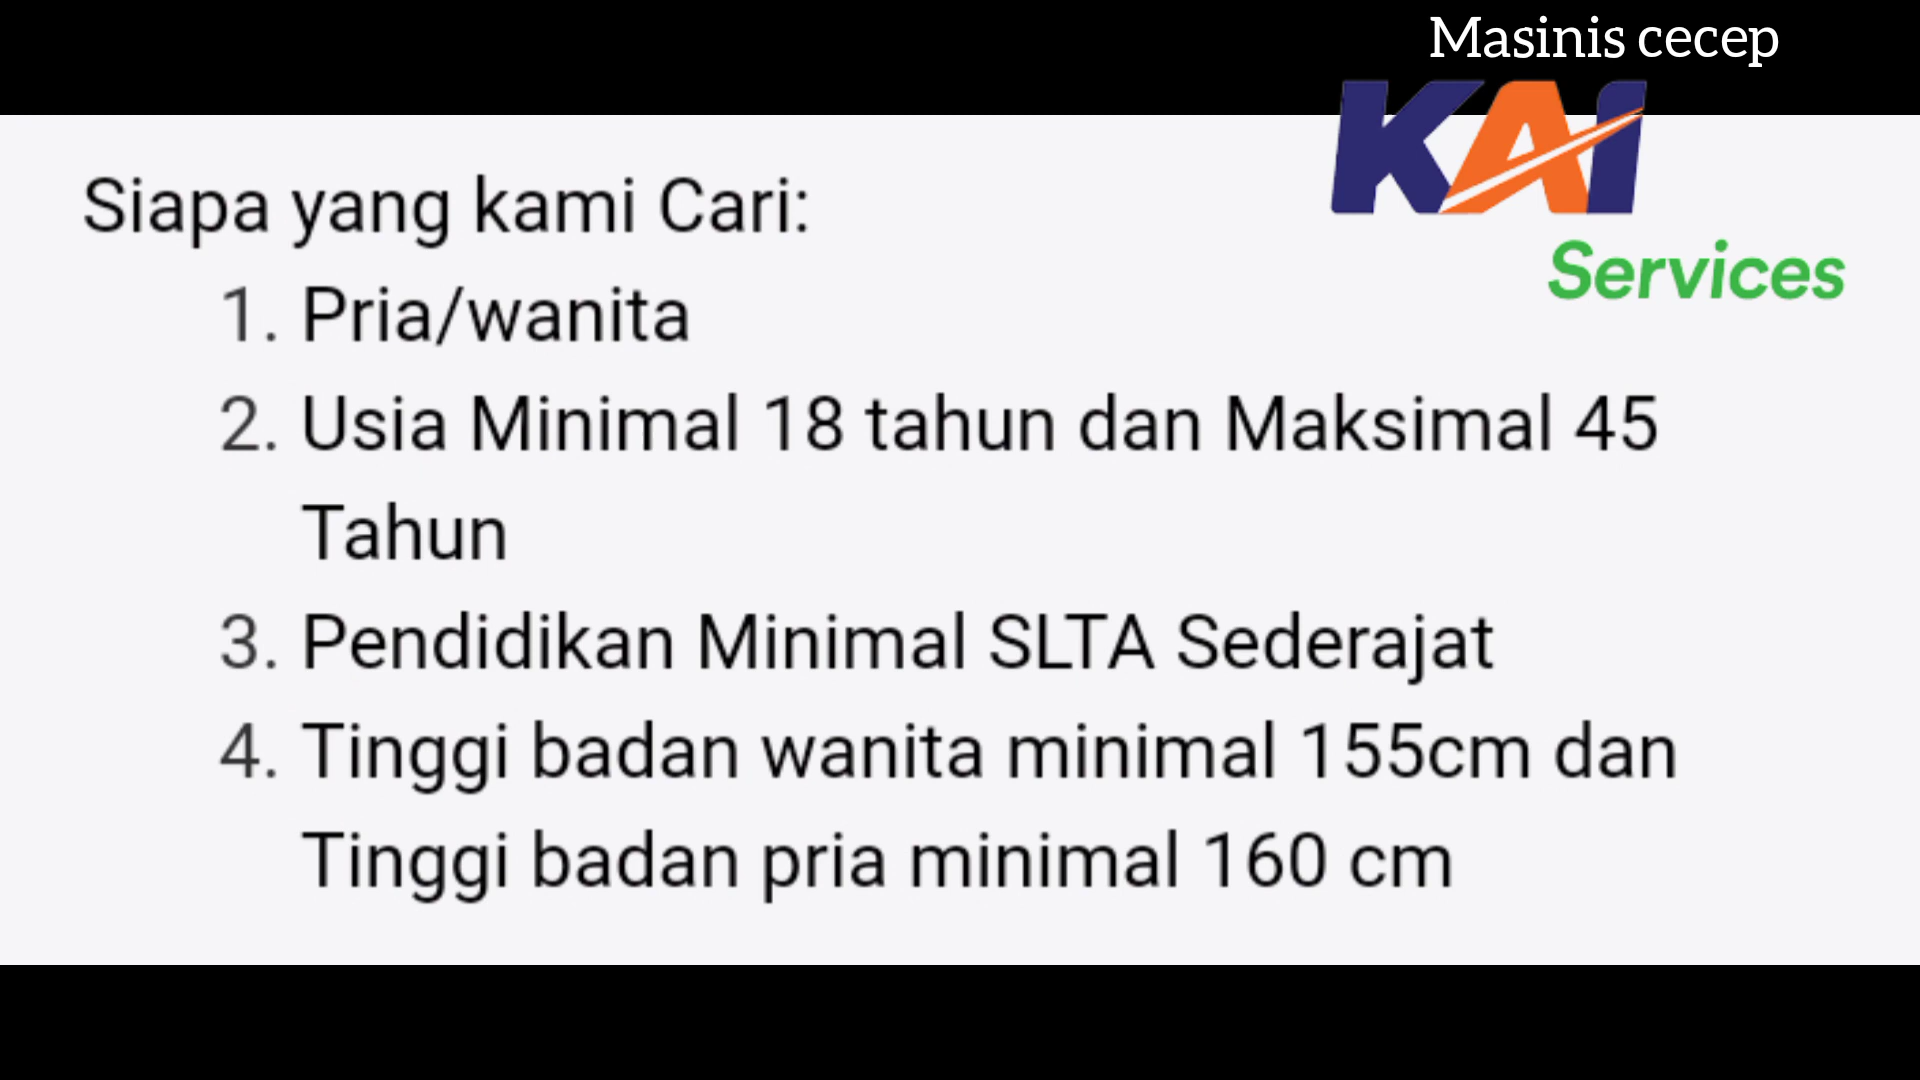 Masinis cecep
KAI
Services
Siapa yang kami Cari:
1. Pria/wanita
2. Usia Minimal 18 tahun dan Maksimal 45
Tahun
3. Pendidikan Minimal SLTA Sederajat
4. Tinggi badan wanita minimal 155cm dan
Tinggi badan pria minimal 160 cm